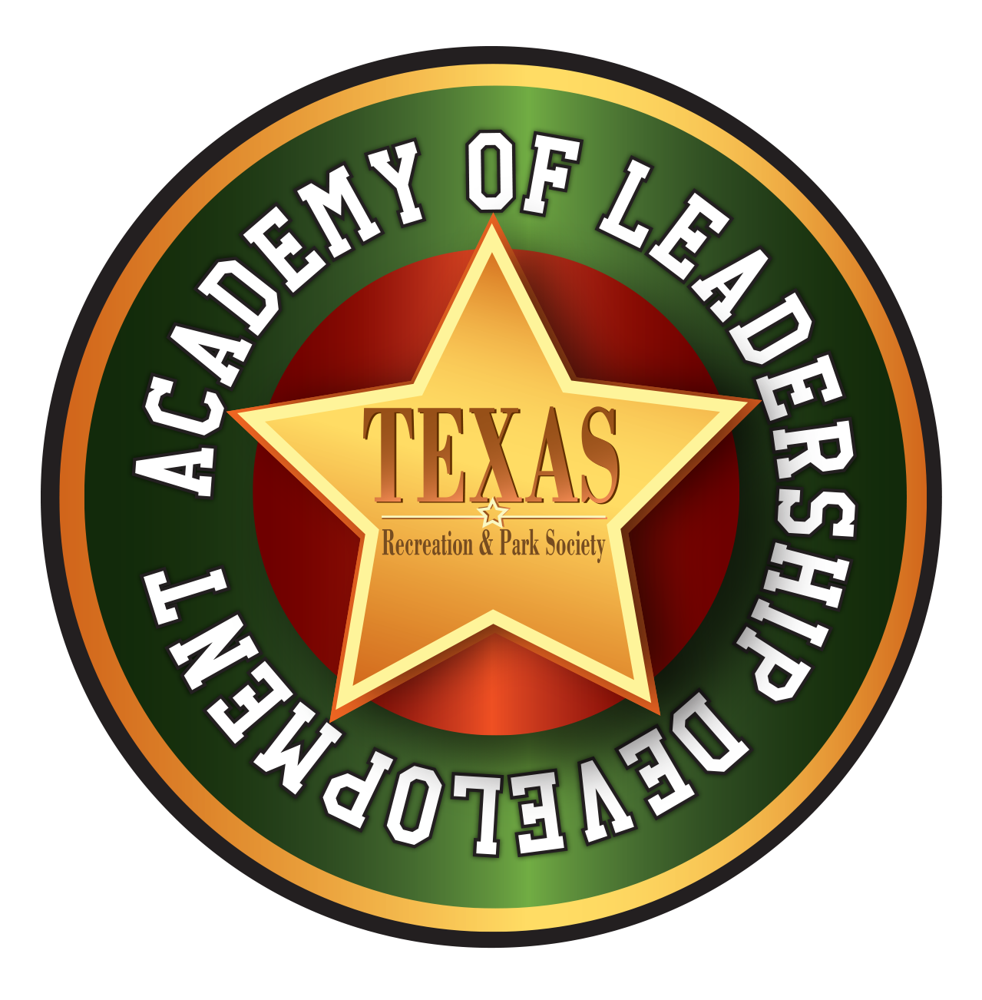 ACADEMY OF LEADERSHIP DEVELOPMENT
TEXAS
Recreation & Park Society